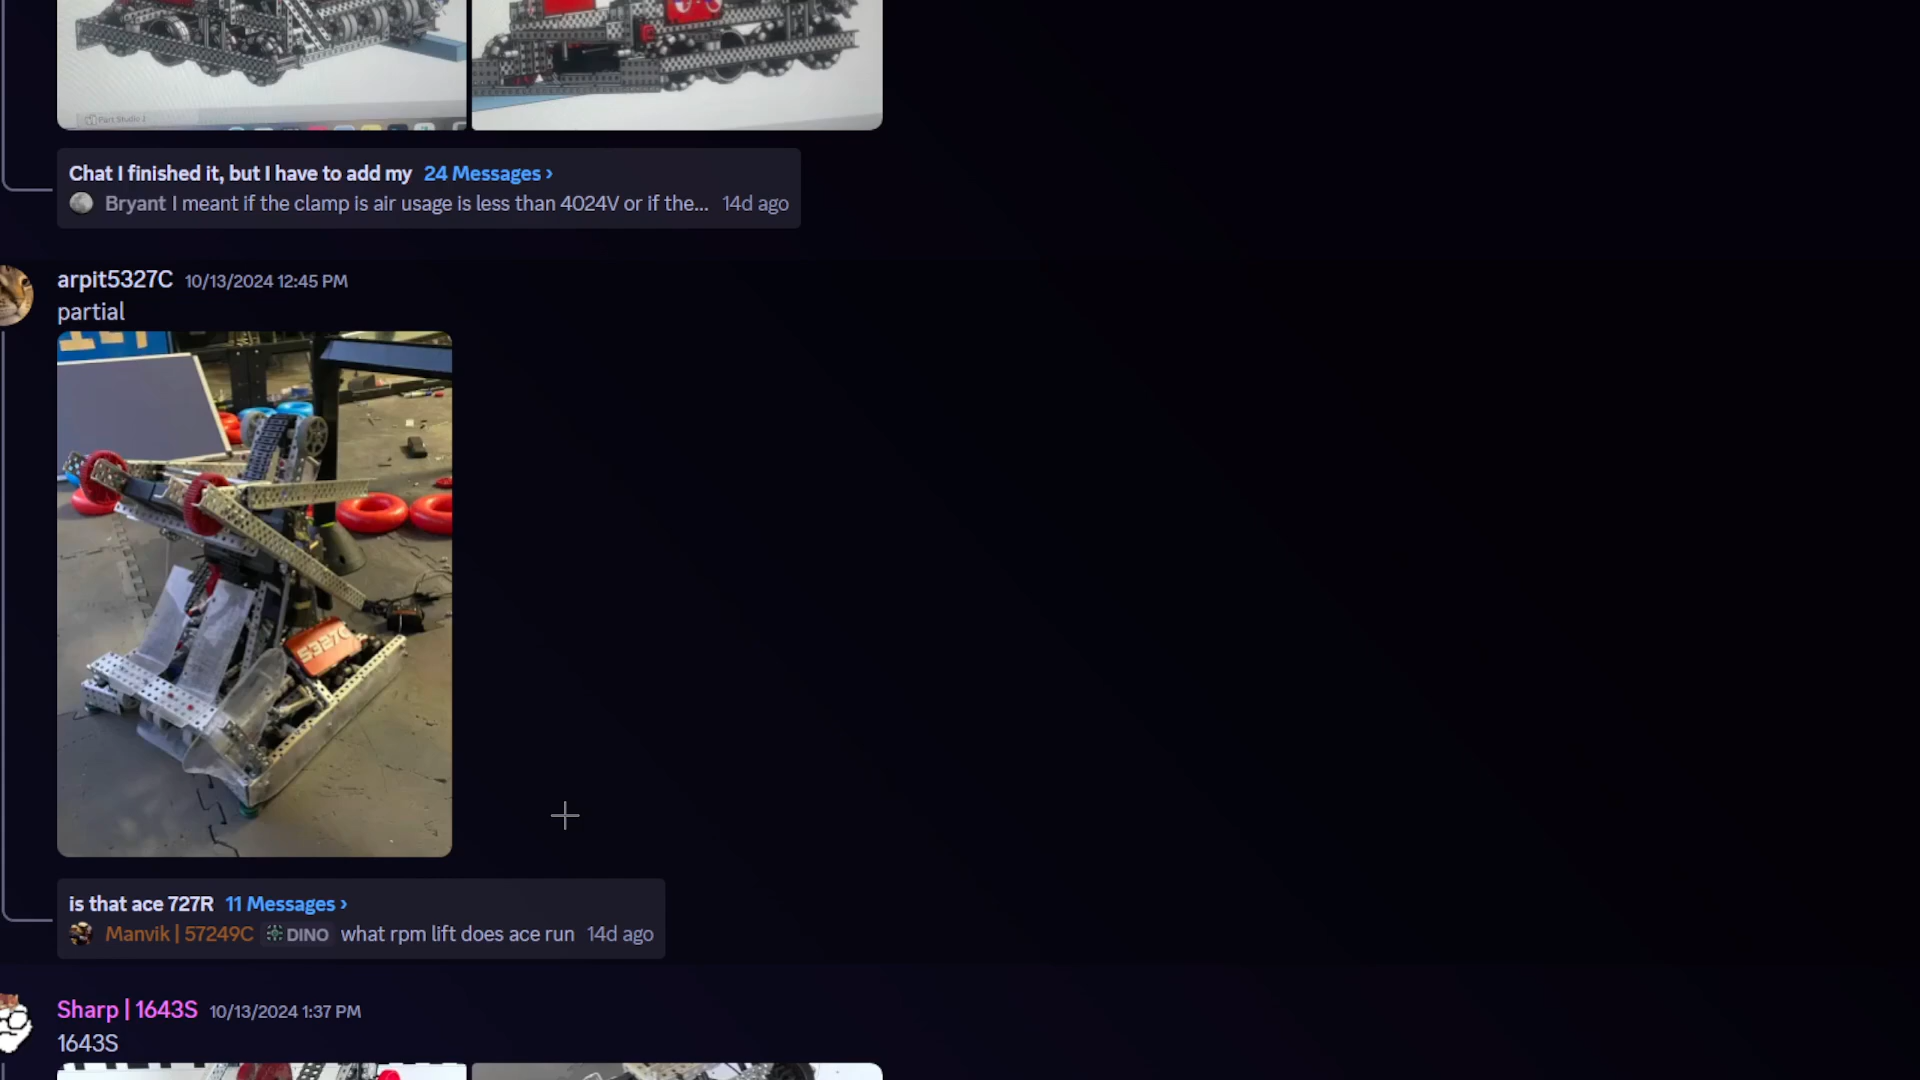 Part Studio 1
Chat I finished it, but I have to add my 24 Messages ›
Bryant I meant if the clamp is air usage is less than 4024V or if the... 14d ago
arpit5327C 10/13/2024 12:45 PM
partial
5327C
is that ace 727R 11 Messages ›
Manvik | 57249C DINO what rpm lift does ace run 14d ago
Sharp | 1643S 10/13/2024 1:37 PM
1643S